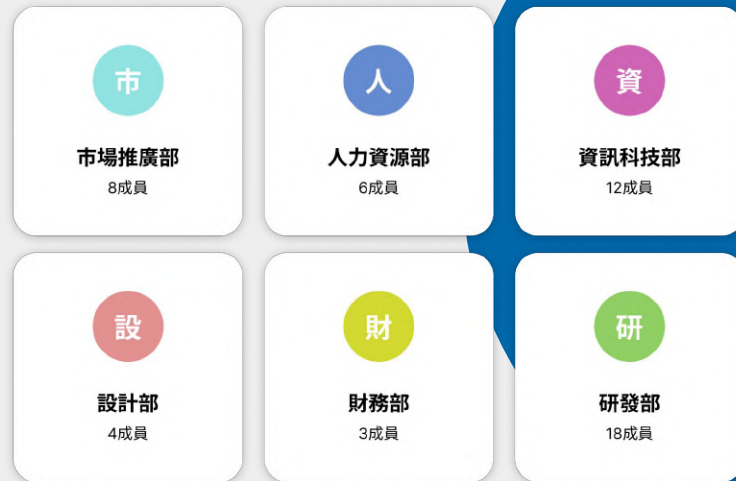 市
市場推廣部
8成員
人
人力資源部
6成員
資
資訊科技部
12成員
設
設計部
4成員
財
財務部
3成員
研
研發部
18成員